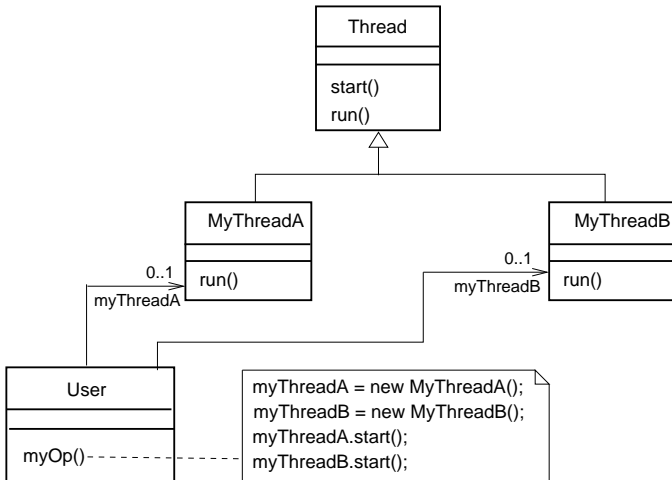 Thread
start()
run()
MyThreadA
run()
MyThreadB
run()
0..1
myThreadA
0..1
myThreadB
User
myOp()
myThreadA = new MyThreadA();
myThreadB = new MyThreadB();
myThreadA.start();
myThreadB.start();